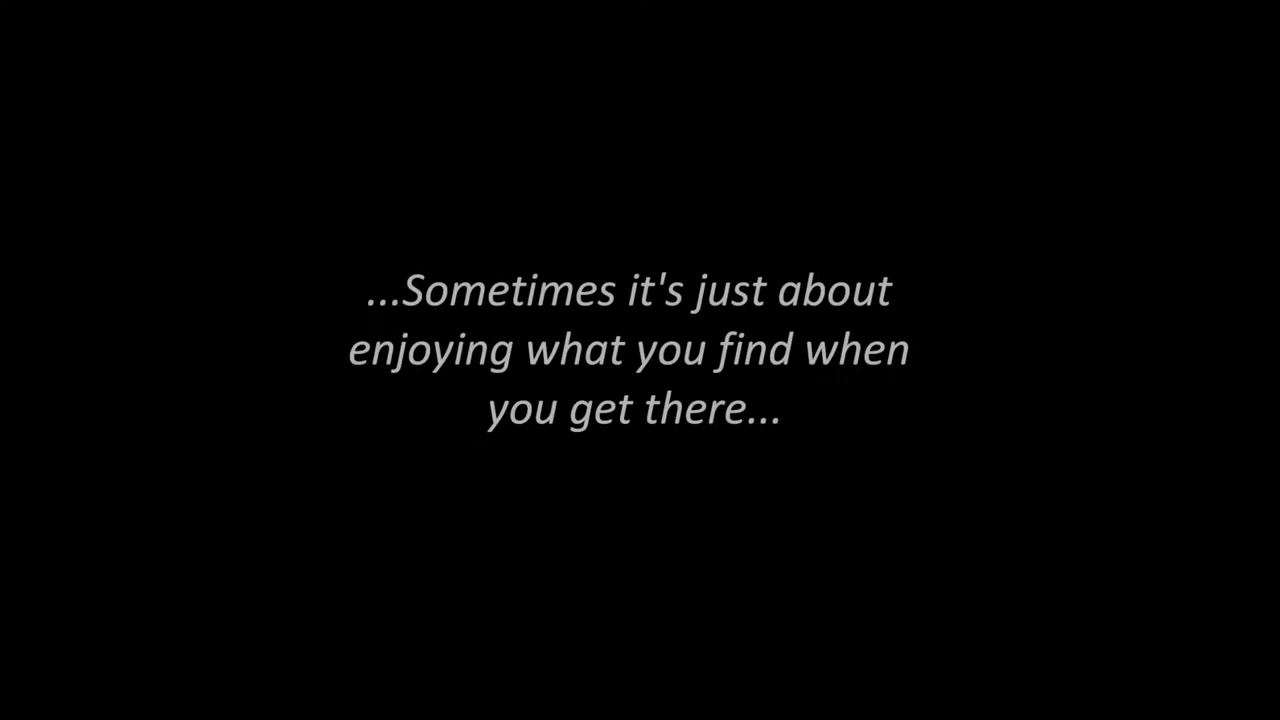 ...Sometimes it's just about
enjoying what you find when
you get there...